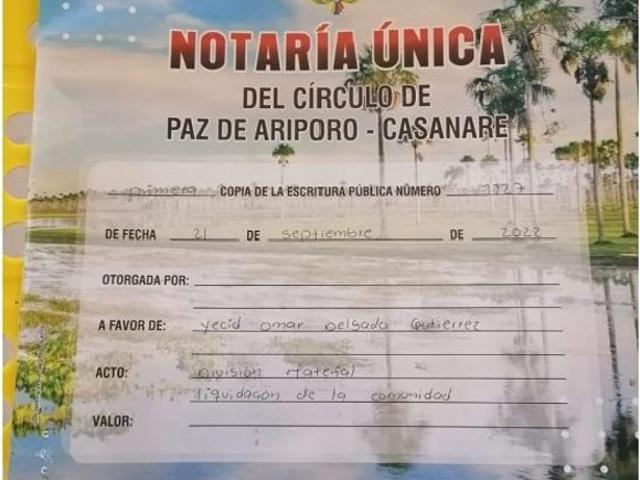 NOTARÍA ÚNICA
DEL CÍRCULO DE
PAZ DE ARIPORO - CASANARE
primera COPIA DE LA ESCRITURA PÚBLICA NÚMERO 1027
DE FECHA 21 DE septiembre DE 2022
OTORGADA POR:
A FAVOR DE: Yecid omar Delgado Gutierrez
ACTO: División Material
liquidación de la comunidad
VALOR: